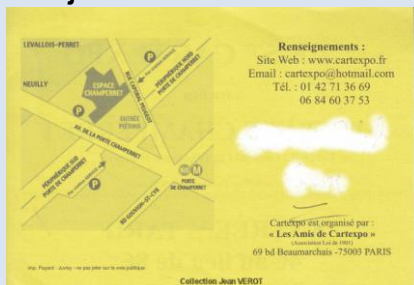 LEVALLOIS-PERRET
NEUILLY
ESPACE
CHAMPERRET
RUE CAPORAL PEUGEOT
PÉRIPHÉRIQUE NORD
PORTE CHAMPERRET
ENTRÉE
PIÉTONS
AV. DE LA PORTE CHAMPERRET
PÉRIPHÉRIQUE SUD
PORTE DE CHAMPERRET
BD GOUVION-ST-CYR
PORTE
DE CHAMPERRET
P
P
P
P
M
Renseignements :
Site Web : www.cartexpo.fr
Email : cartexpo@hotmail.com
Tél. : 01 42 71 36 69
06 84 60 37 53
Cartexpo est organisé par :
« Les Amis de Cartexpo »
(Association Loi de 1901)
69 bd Beaumarchais -75003 PARIS
Imp. Flogard - Juvisy - ne pas jeter sur la voie publique
Collection Jean VEROT